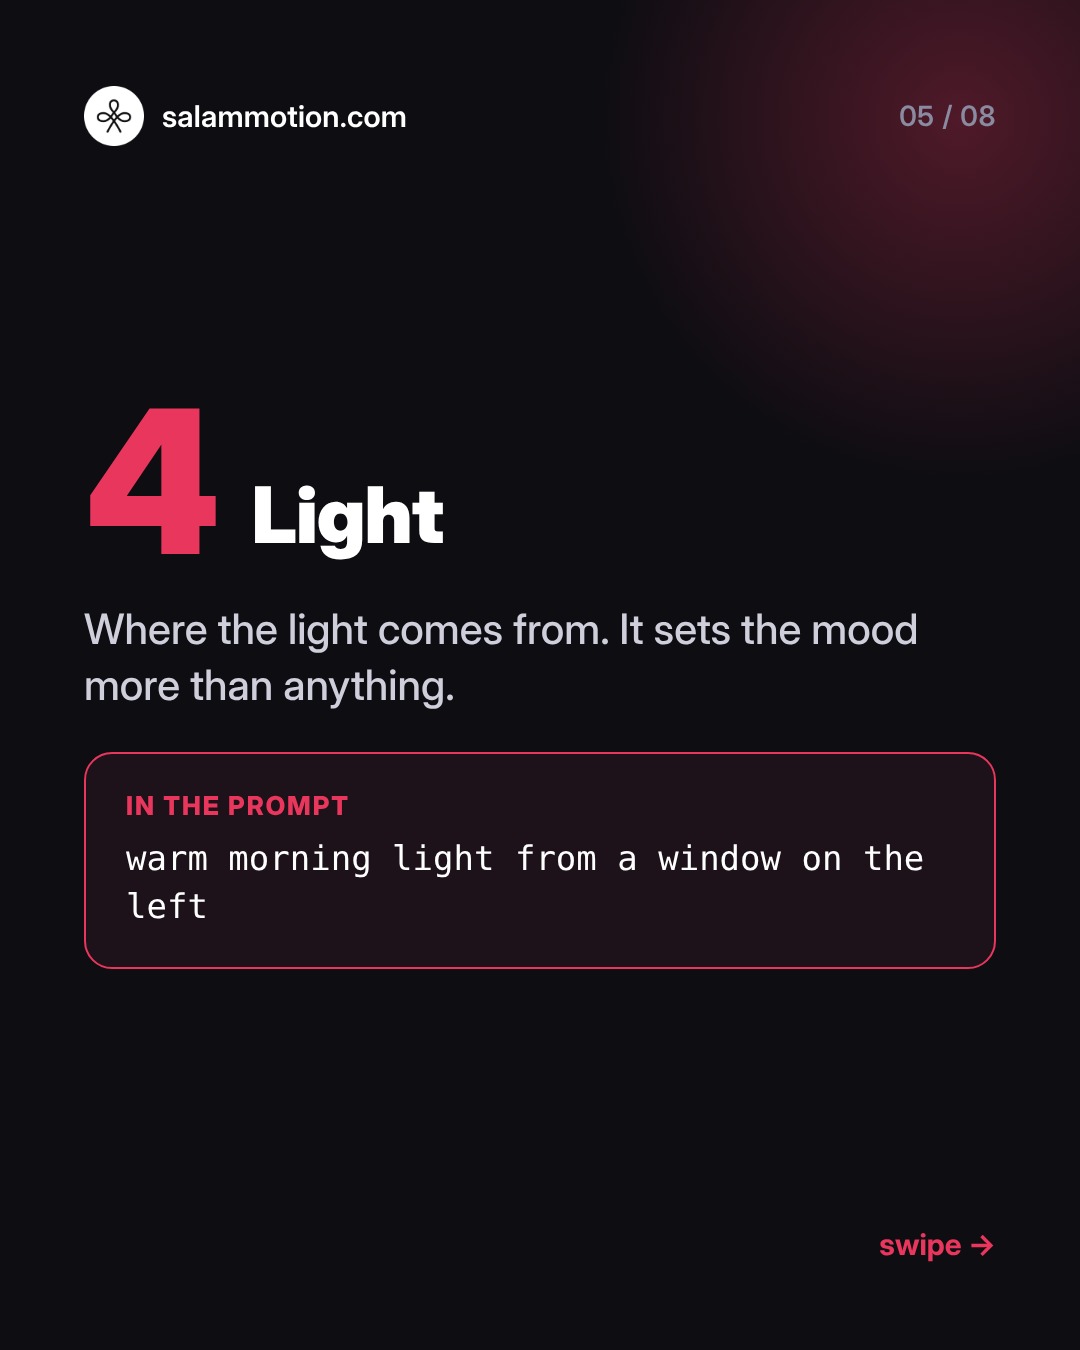 salammotion.com
05 / 08
4 Light
Where the light comes from. It sets the mood
more than anything.
IN THE PROMPT
warm morning light from a window on the
left
swipe →